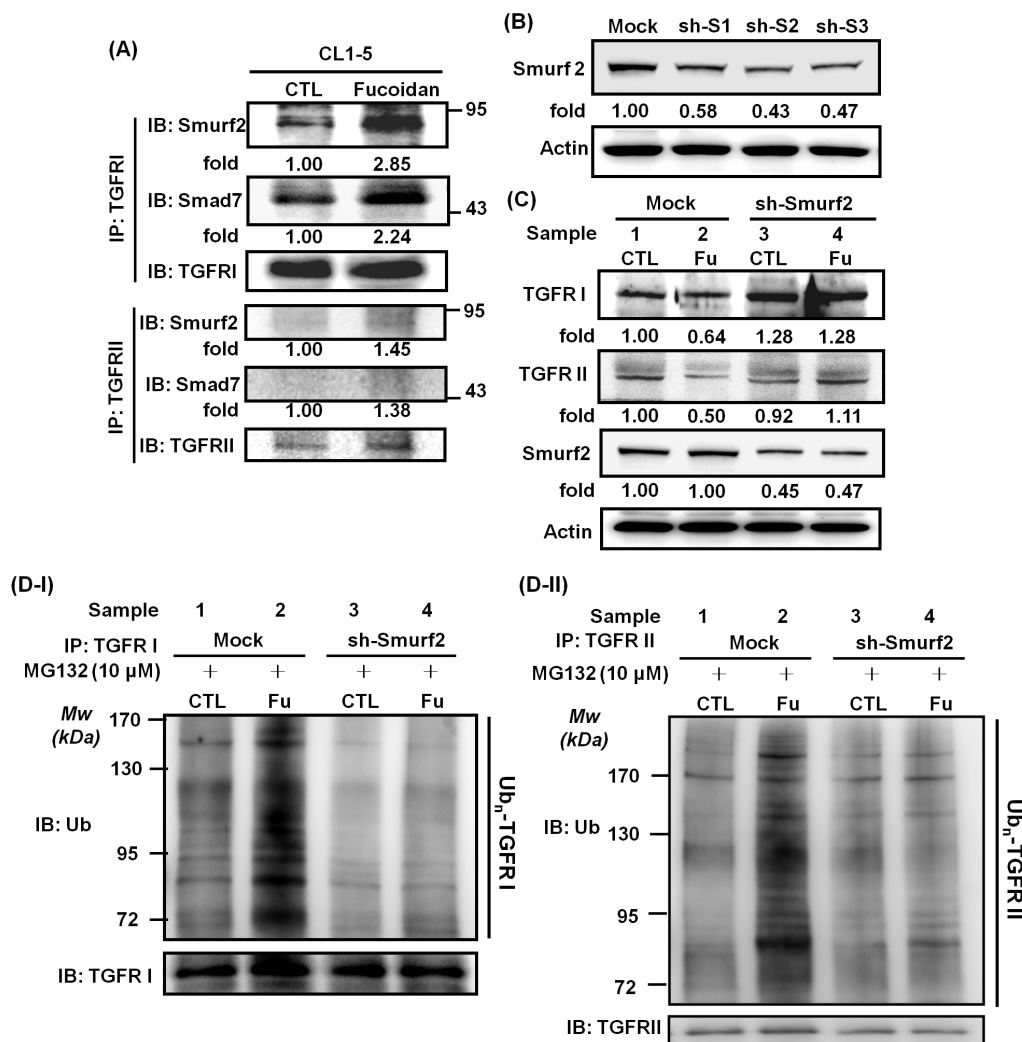 (A)
CL1-5
CTL Fucoidan
IP: TGFRI
IB: Smurf2 95
fold 1.00 2.85
IB: Smad7 43
fold 1.00 2.24
IB: TGFRI
IP: TGFRII
IB: Smurf2 95
fold 1.00 1.45
IB: Smad7 43
fold 1.00 1.38
IB: TGFRII
(B)
Mock sh-S1 sh-S2 sh-S3
Smurf 2
fold 1.00 0.58 0.43 0.47
Actin
(C)
Mock sh-Smurf2
Sample 1 2 3 4
CTL Fu CTL Fu
TGFR I
fold 1.00 0.64 1.28 1.28
TGFR II
fold 1.00 0.50 0.92 1.11
Smurf2
fold 1.00 1.00 0.45 0.47
Actin
(D-I)
Sample 1 2 3 4
IP: TGFR I Mock sh-Smurf2
MG132 (10 µM) + + + +
CTL Fu CTL Fu
Mw
(kDa)
170
130
IB: Ub
95
72
Ubn-TGFR I
IB: TGFR I
(D-II)
Sample 1 2 3 4
IP: TGFR II Mock sh-Smurf2
MG132 (10 µM) + + + +
CTL Fu CTL Fu
Mw
(kDa)
170
IB: Ub 130
95
72
Ubn-TGFR II
IB: TGFRII